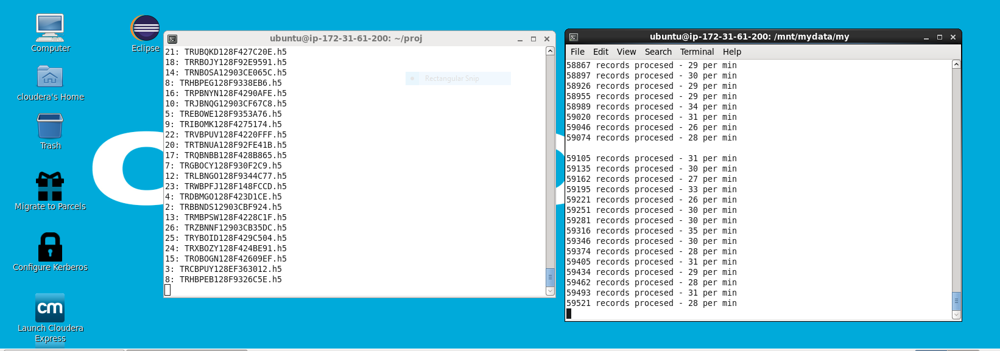 Computer
Eclipse
cloudera's Home
Trash
Migrate to Parcels
Configure Kerberos
cm
Launch Cloudera
Express
ubuntu@ip-172-31-61-200: ~/proj
21: TRUBQKD128F427C20E.h5
18: TRRBOJY128F92E9591.h5
14: TRNBOSA12903CE065C.h5
8: TRHBPEG128F9338EB6.h5
16: TRPBNYN128F4290AFE.h5
10: TRJBNQG12903CF67C8.h5
5: TREBOWE128F9353A76.h5
9: TRIBOMK128F4275174.h5
22: TRVBPUV128F4220FFF.h5
20: TRTBNUA128F92FE41B.h5
17: TRQBNBB128F428B865.h5
7: TRGBOCY128F930F2C9.h5
12: TRLBNGO128F9344C77.h5
23: TRWBPFJ128F148FCCD.h5
4: TRDBMGO128F423D1CE.h5
2: TRBBNDS12903CBF924.h5
13: TRMBPSW128F4228C1F.h5
26: TRZBNNF12903CB35DC.h5
25: TRYBOID128F429C504.h5
24: TRXBOZY128F424BE91.h5
15: TROBOGN128F42609EF.h5
3: TRCBPUY128EF363012.h5
8: TRHBPEB128F9326C5E.h5
Rectangular Snip
ubuntu@ip-172-31-61-200: /mnt/mydata/my
File Edit View Search Terminal Help
58867 records procesed - 29 per min
58897 records procesed - 30 per min
58926 records procesed - 29 per min
58955 records procesed - 29 per min
58989 records procesed - 34 per min
59020 records procesed - 31 per min
59046 records procesed - 26 per min
59074 records procesed - 28 per min
59105 records procesed - 31 per min
59135 records procesed - 30 per min
59162 records procesed - 27 per min
59195 records procesed - 33 per min
59221 records procesed - 26 per min
59251 records procesed - 30 per min
59281 records procesed - 30 per min
59316 records procesed - 35 per min
59346 records procesed - 30 per min
59374 records procesed - 28 per min
59405 records procesed - 31 per min
59434 records procesed - 29 per min
59462 records procesed - 28 per min
59493 records procesed - 31 per min
59521 records procesed - 28 per min